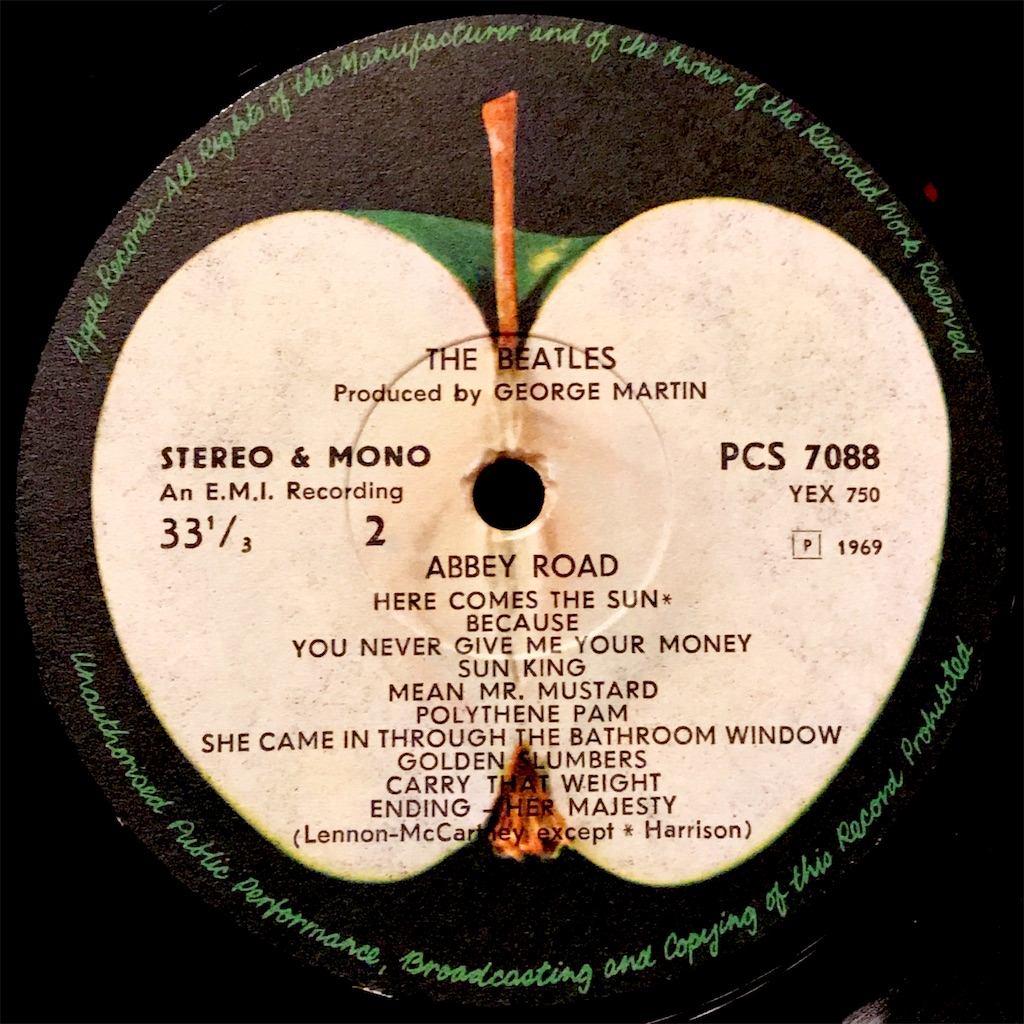 Apple Records-All Rights of the Manufacturer and of the Owner of the Recorded Work Reserved
THE BEATLES
Produced by GEORGE MARTIN
STEREO & MONO
PCS 7088
An E.M.I. Recording
YEX 750
33¹/₃
2
P 1969
ABBEY ROAD
HERE COMES THE SUN*
BECAUSE
YOU NEVER GIVE ME YOUR MONEY
SUN KING
MEAN MR. MUSTARD
POLYTHENE PAM
SHE CAME IN THROUGH THE BATHROOM WINDOW
GOLDEN SLUMBERS
CARRY THAT WEIGHT
ENDING - HER MAJESTY
(Lennon-McCartney except * Harrison)
Unauthorised Public Performance, Broadcasting and Copying of this Record Prohibited